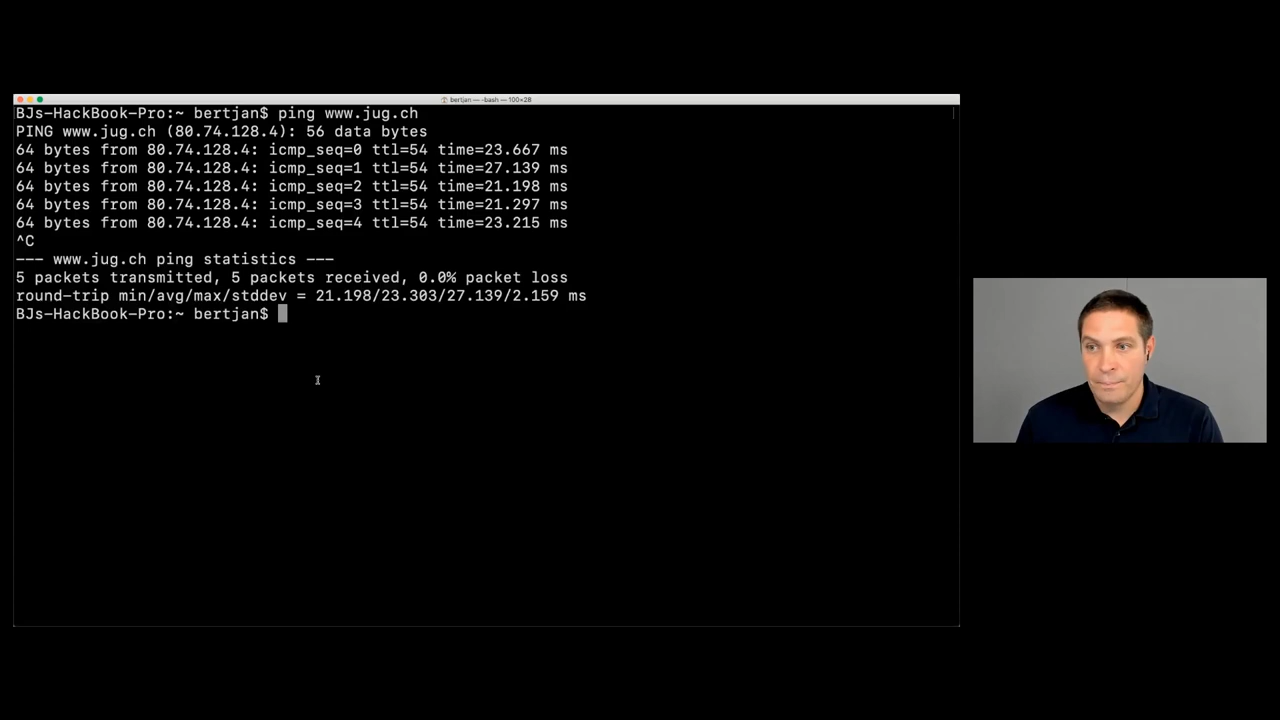 bertjan — -bash — 100×28
BJs-HackBook-Pro:~ bertjan$ ping www.jug.ch
PING www.jug.ch (80.74.128.4): 56 data bytes
64 bytes from 80.74.128.4: icmp_seq=0 ttl=54 time=23.667 ms
64 bytes from 80.74.128.4: icmp_seq=1 ttl=54 time=27.139 ms
64 bytes from 80.74.128.4: icmp_seq=2 ttl=54 time=21.198 ms
64 bytes from 80.74.128.4: icmp_seq=3 ttl=54 time=21.297 ms
64 bytes from 80.74.128.4: icmp_seq=4 ttl=54 time=23.215 ms
^C
--- www.jug.ch ping statistics ---
5 packets transmitted, 5 packets received, 0.0% packet loss
round-trip min/avg/max/stddev = 21.198/23.303/27.139/2.159 ms
BJs-HackBook-Pro:~ bertjan$